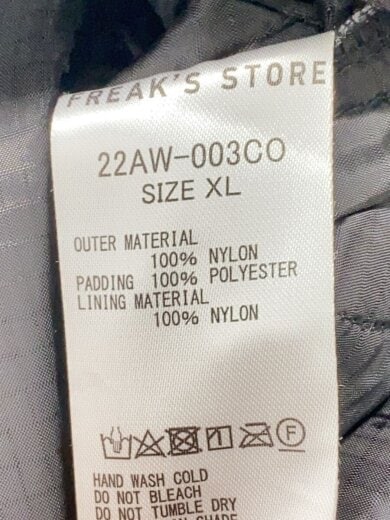 FREAK'S STORE
22AW-003CO
SIZE XL
OUTER MATERIAL
100% NYLON
PADDING 100% POLYESTER
LINING MATERIAL
100% NYLON
F
HAND WASH COLD
DO NOT BLEACH
DO NOT TUMBLE DRY
SHADE